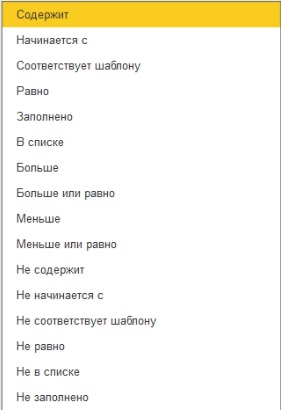 Содержит
Начинается с
Соответствует шаблону
Равно
Заполнено
В списке
Больше
Больше или равно
Меньше
Меньше или равно
Не содержит
Не начинается с
Не соответствует шаблону
Не равно
Не в списке
Не заполнено